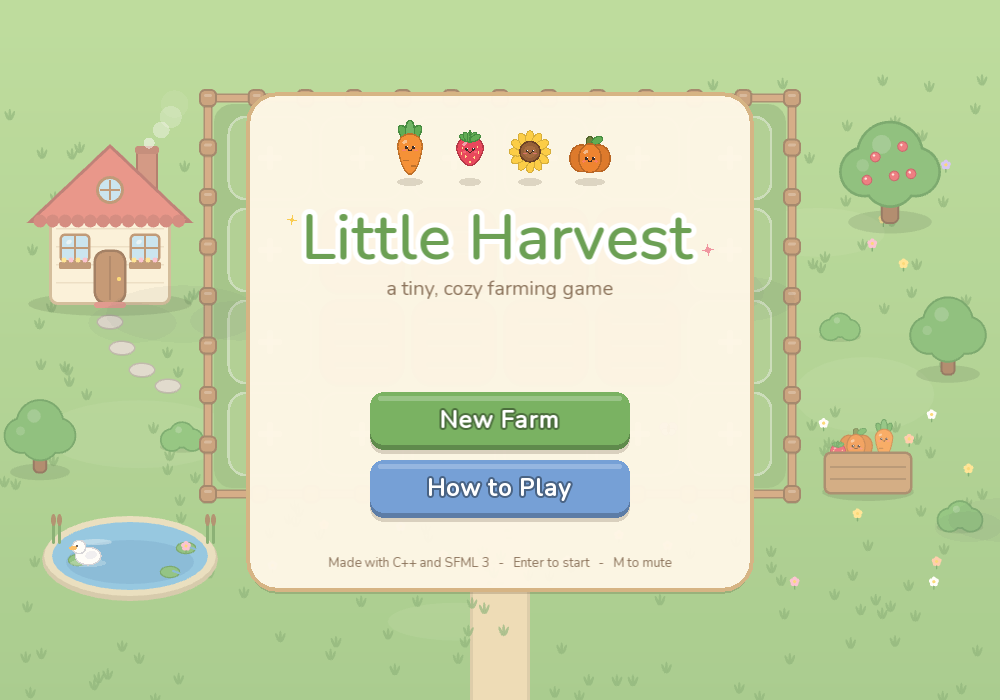 Little Harvest
a tiny, cozy farming game
New Farm
How to Play
Made with C++ and SFML 3 - Enter to start - M to mute